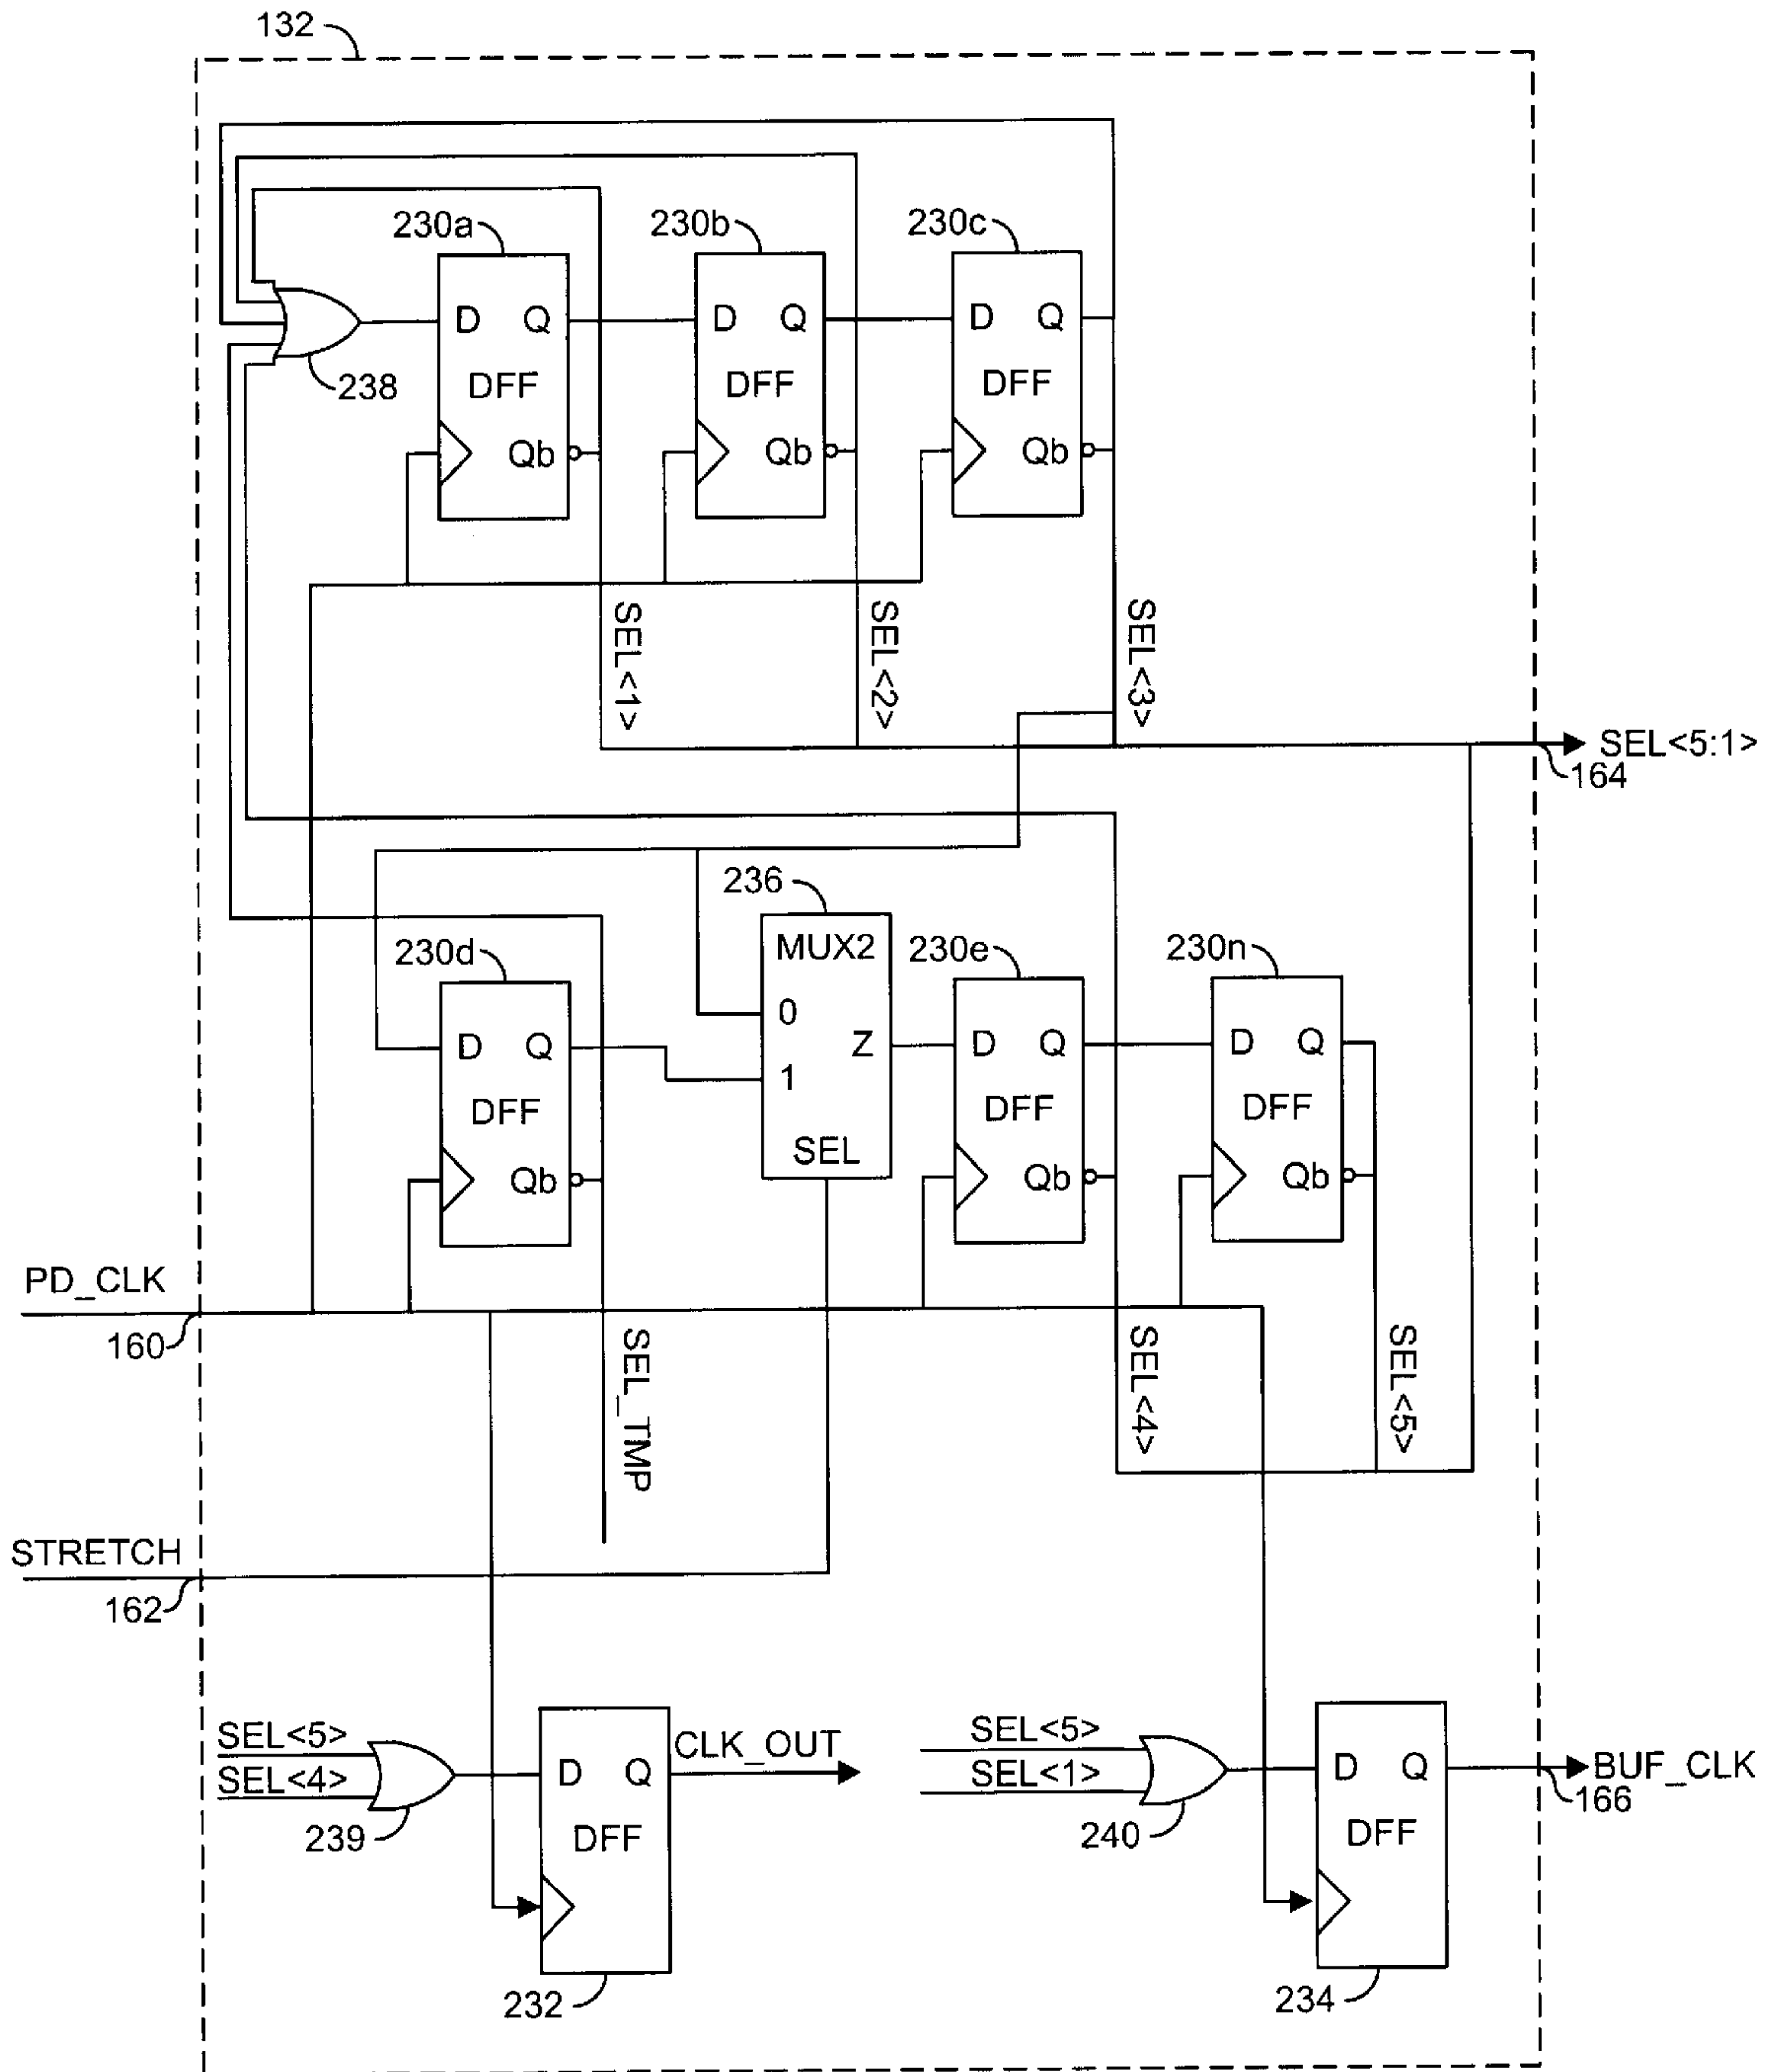 132
230a
230b
230c
D Q
DFF
Qb
D Q
DFF
Qb
D Q
DFF
Qb
238
SEL<1>
SEL<2>
SEL<3>
SEL<5:1>
164
236
230d
230e
230n
D Q
DFF
Qb
MUX2
0
Z
1
SEL
D Q
DFF
Qb
D Q
DFF
Qb
PD_CLK
160
SEL_TMP
SEL<4>
SEL<5>
STRETCH
162
SEL<5>
SEL<4>
239
D Q
DFF
CLK_OUT
232
SEL<5>
SEL<1>
240
D Q
DFF
BUF_CLK
166
234